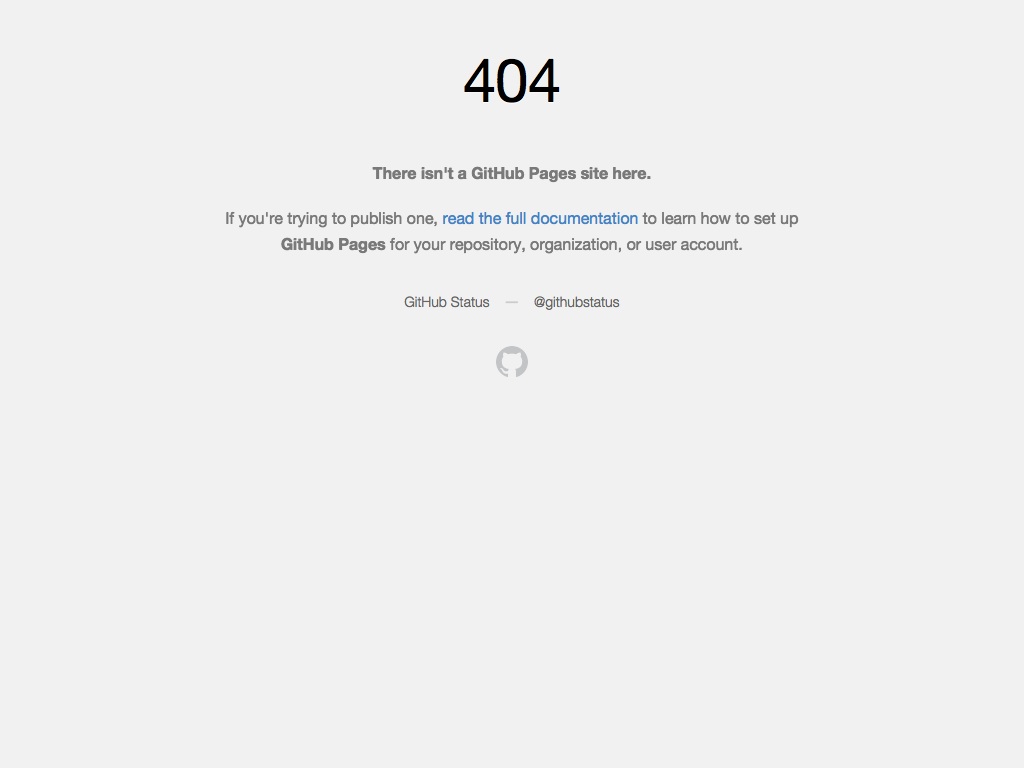 404
There isn't a GitHub Pages site here.
If you're trying to publish one, read the full documentation to learn how to set up
GitHub Pages for your repository, organization, or user account.
GitHub Status — @githubstatus